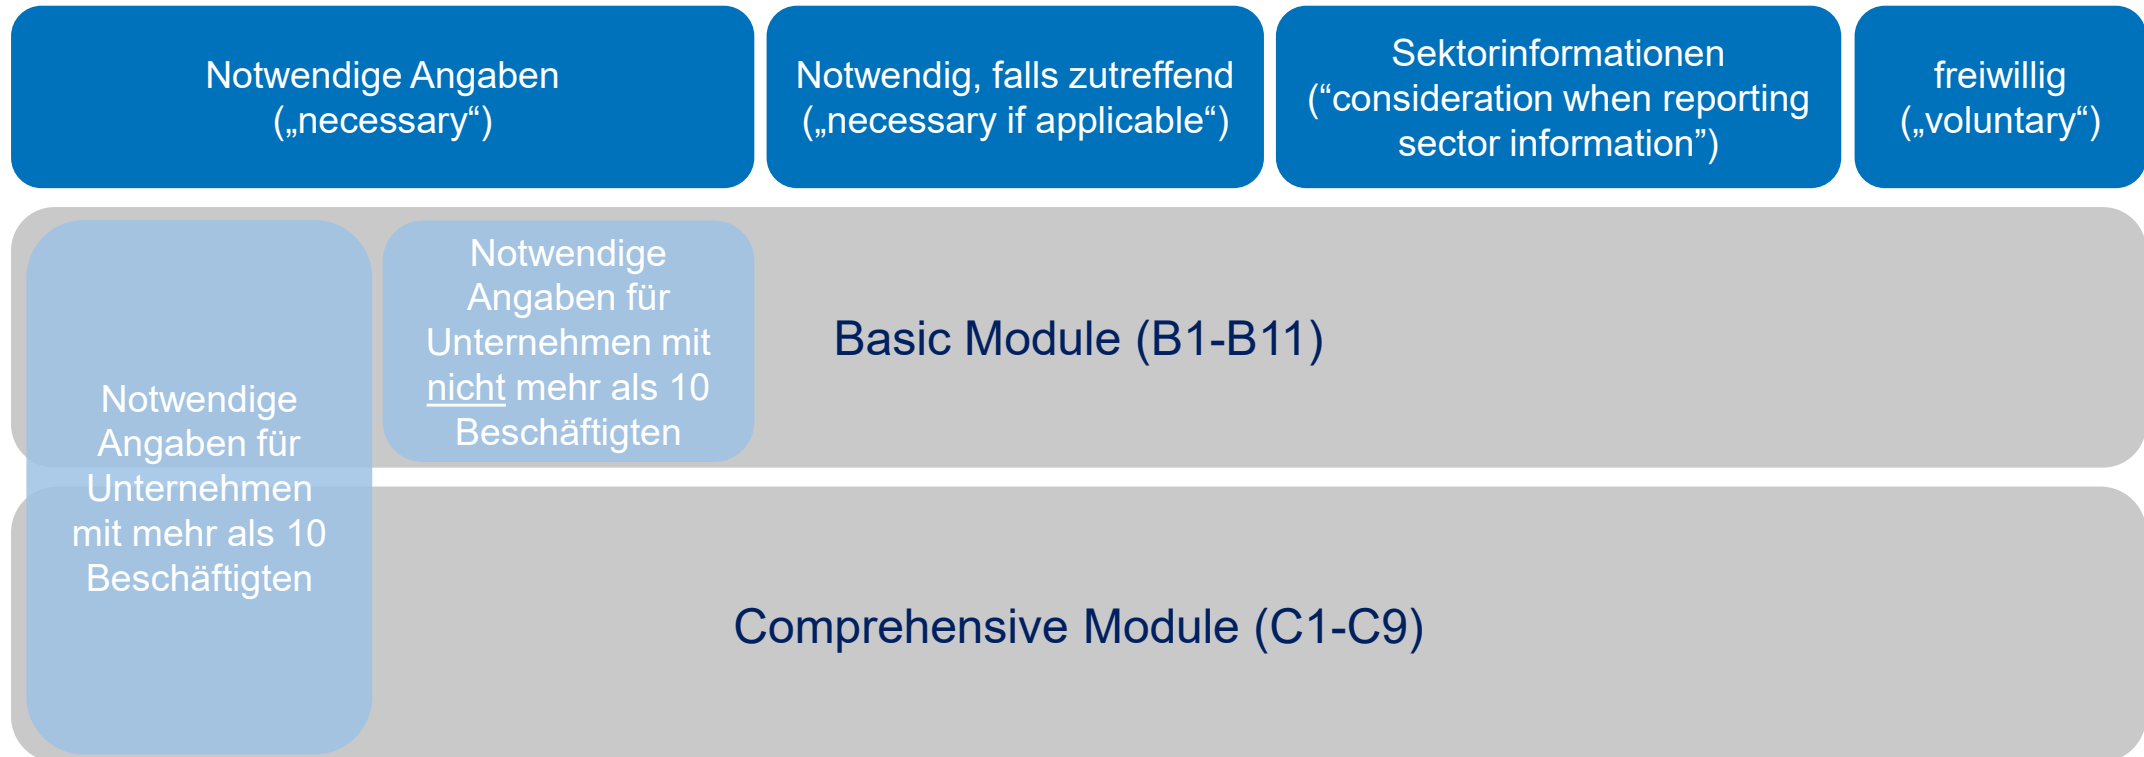 Notwendige Angaben
(„necessary“)
Notwendig, falls zutreffend
(„necessary if applicable“)
Sektorinformationen
(“consideration when reporting
sector information”)
freiwillig
(„voluntary“)
Notwendige
Angaben für
Unternehmen
mit mehr als 10
Beschäftigten
Notwendige
Angaben für
Unternehmen mit
nicht mehr als 10
Beschäftigten
Basic Module (B1-B11)
Comprehensive Module (C1-C9)